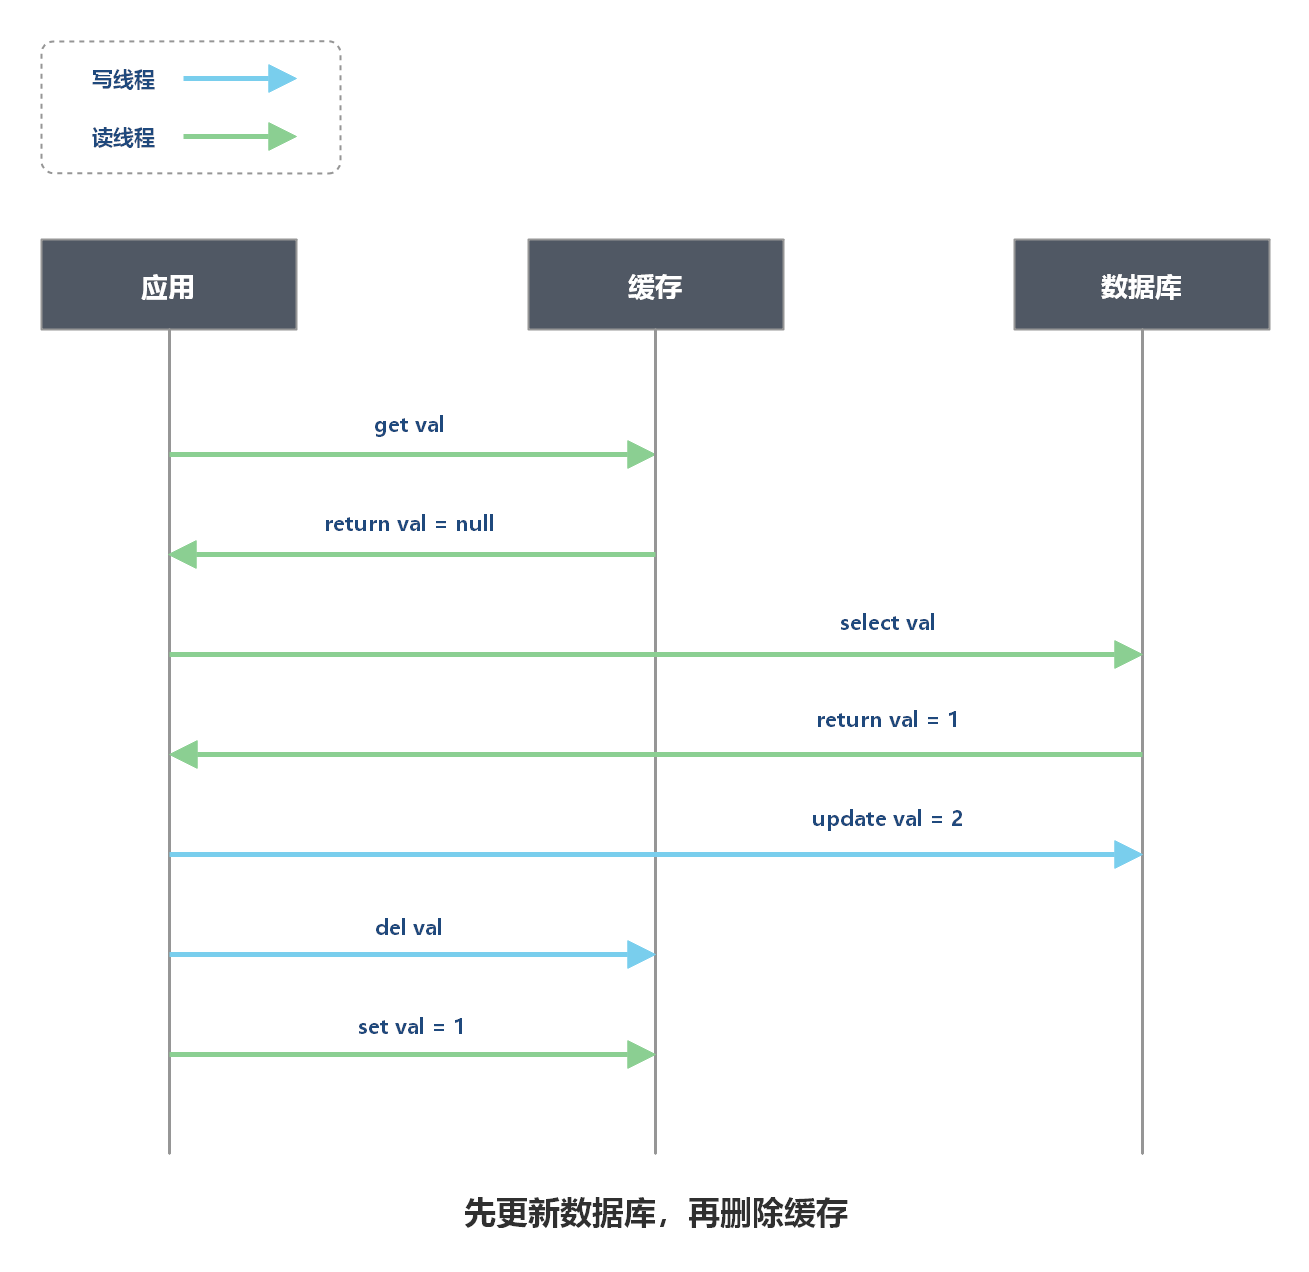 写线程
读线程
应用
缓存
数据库
get val
return val = null
select val
return val = 1
update val = 2
del val
set val = 1
先更新数据库，再删除缓存